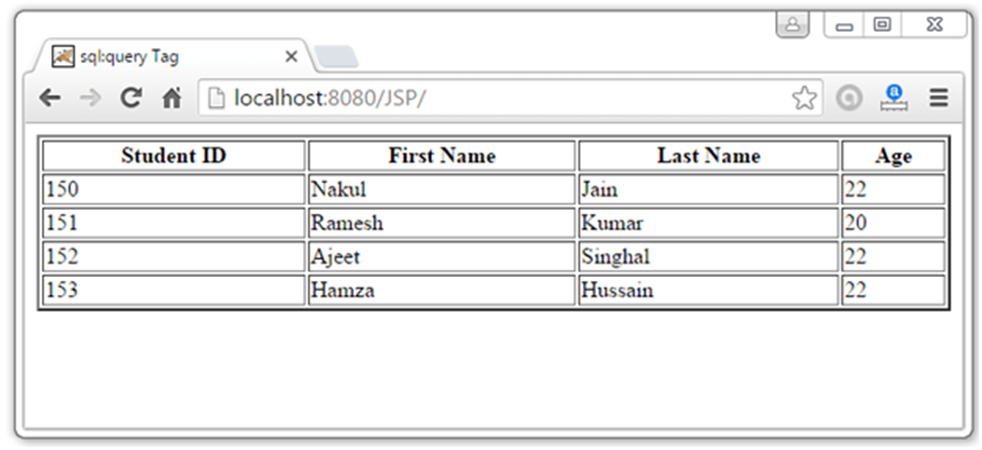 sql:query Tag
localhost:8080/JSP/
Student ID First Name Last Name Age
150 Nakul Jain 22
151 Ramesh Kumar 20
152 Ajeet Singhal 22
153 Hamza Hussain 22